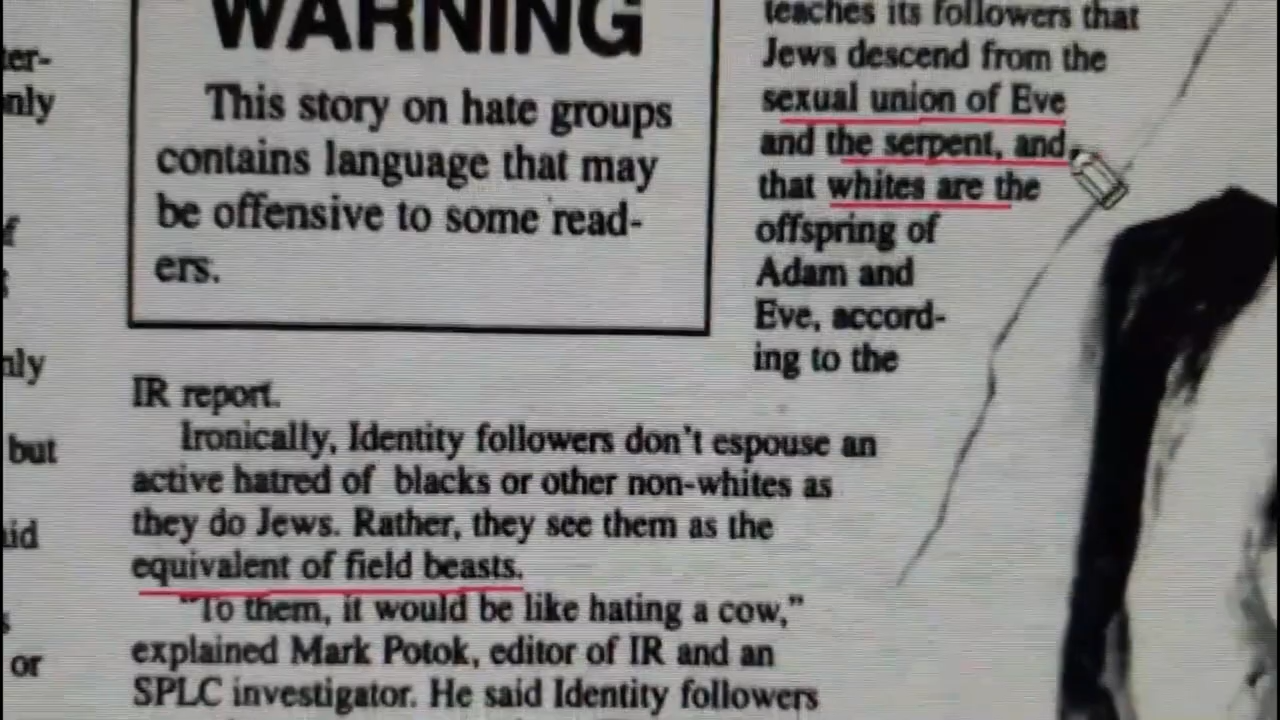 ter-
nly
f
nly
but
uid
or
WARNING
This story on hate groups
contains language that may
be offensive to some read-
ers.
teaches its followers that
Jews descend from the
sexual union of Eve
and the serpent, and
that whites are the
offspring of
Adam and
Eve, accord-
ing to the
IR report.
Ironically, Identity followers don't espouse an
active hatred of blacks or other non-whites as
they do Jews. Rather, they see them as the
equivalent of field beasts.
"To them, it would be like hating a cow,"
explained Mark Potok, editor of IR and an
SPLC investigator. He said Identity followers